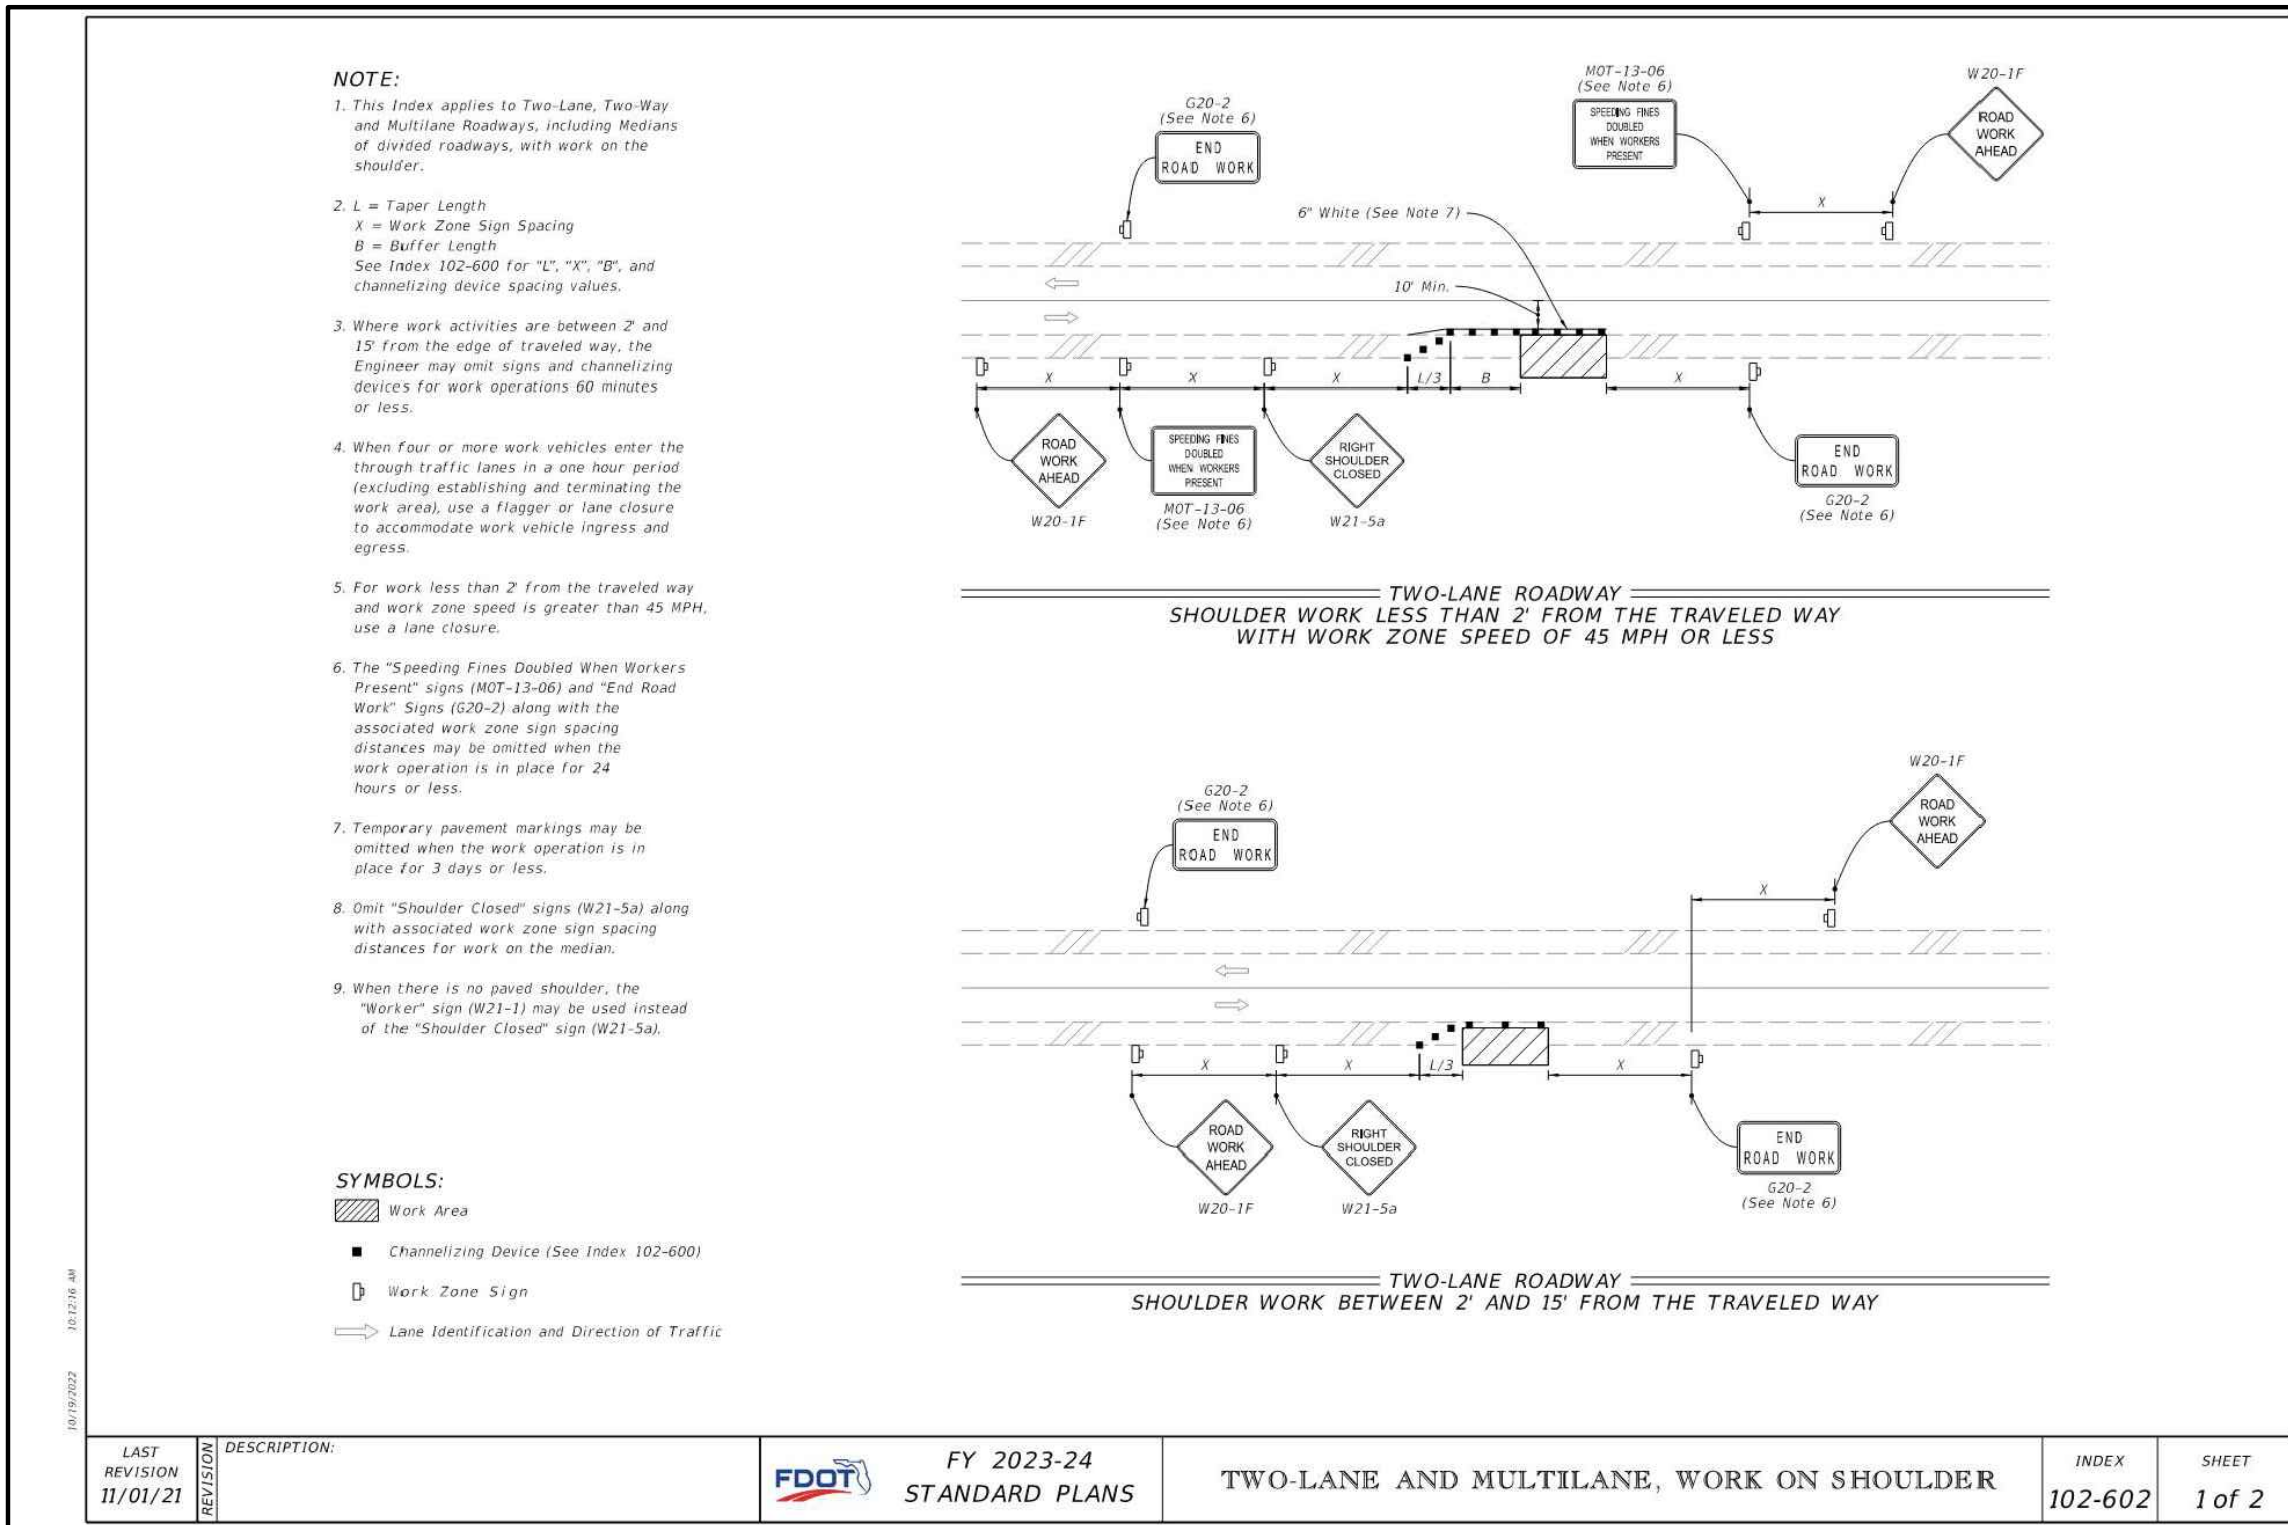 NOTE:
1. This Index applies to Two-Lane, Two-Way
and Multilane Roadways, including Medians
of divided roadways, with work on the
shoulder.
2. L = Taper Length
X = Work Zone Sign Spacing
B = Buffer Length
See Index 102-600 for "L", "X", "B", and
channelizing device spacing values.
3. Where work activities are between 2' and
15' from the edge of traveled way, the
Engineer may omit signs and channelizing
devices for work operations 60 minutes
or less.
4. When four or more work vehicles enter the
through traffic lanes in a one hour period
(excluding establishing and terminating the
work area), use a flagger or lane closure
to accommodate work vehicle ingress and
egress.
5. For work less than 2' from the traveled way
and work zone speed is greater than 45 MPH,
use a lane closure.
6. The "Speeding Fines Doubled When Workers
Present" signs (MOT-13-06) and "End Road
Work" Signs (G20-2) along with the
associated work zone sign spacing
distances may be omitted when the
work operation is in place for 24
hours or less.
7. Temporary pavement markings may be
omitted when the work operation is in
place for 3 days or less.
8. Omit "Shoulder Closed" signs (W21-5a) along
with associated work zone sign spacing
distances for work on the median.
9. When there is no paved shoulder, the
"Worker" sign (W21-1) may be used instead
of the "Shoulder Closed" sign (W21-5a).
SYMBOLS:
Work Area
Channelizing Device (See Index 102-600)
Work Zone Sign
Lane Identification and Direction of Traffic
G20-2
(See Note 6)
END
ROAD WORK
MOT-13-06
(See Note 6)
SPEEDING FINES
DOUBLED
WHEN WORKERS
PRESENT
W20-1F
ROAD
WORK
AHEAD
X
6" White (See Note 7)
10' Min.
X
X
X
L/3
B
X
ROAD
WORK
AHEAD
W20-1F
SPEEDING FINES
DOUBLED
WHEN WORKERS
PRESENT
MOT-13-06
(See Note 6)
RIGHT
SHOULDER
CLOSED
W21-5a
END
ROAD WORK
G20-2
(See Note 6)
TWO-LANE ROADWAY
SHOULDER WORK LESS THAN 2' FROM THE TRAVELED WAY
WITH WORK ZONE SPEED OF 45 MPH OR LESS
G20-2
(See Note 6)
END
ROAD WORK
W20-1F
ROAD
WORK
AHEAD
X
X
X
L/3
X
ROAD
WORK
AHEAD
W20-1F
RIGHT
SHOULDER
CLOSED
W21-5a
END
ROAD WORK
G20-2
(See Note 6)
TWO-LANE ROADWAY
SHOULDER WORK BETWEEN 2' AND 15' FROM THE TRAVELED WAY
10/19/2022 10:12:16 AM
LAST
REVISION
11/01/21
REVISION
DESCRIPTION:
FDOT
FY 2023-24
STANDARD PLANS
TWO-LANE AND MULTILANE, WORK ON SHOULDER
INDEX
102-602
SHEET
1 of 2